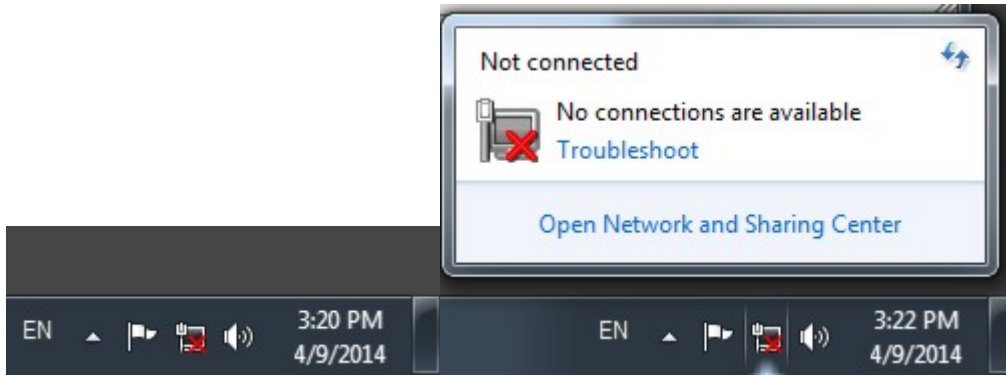 Not connected
No connections are available
Troubleshoot
Open Network and Sharing Center
EN
3:20 PM
4/9/2014
EN
3:22 PM
4/9/2014